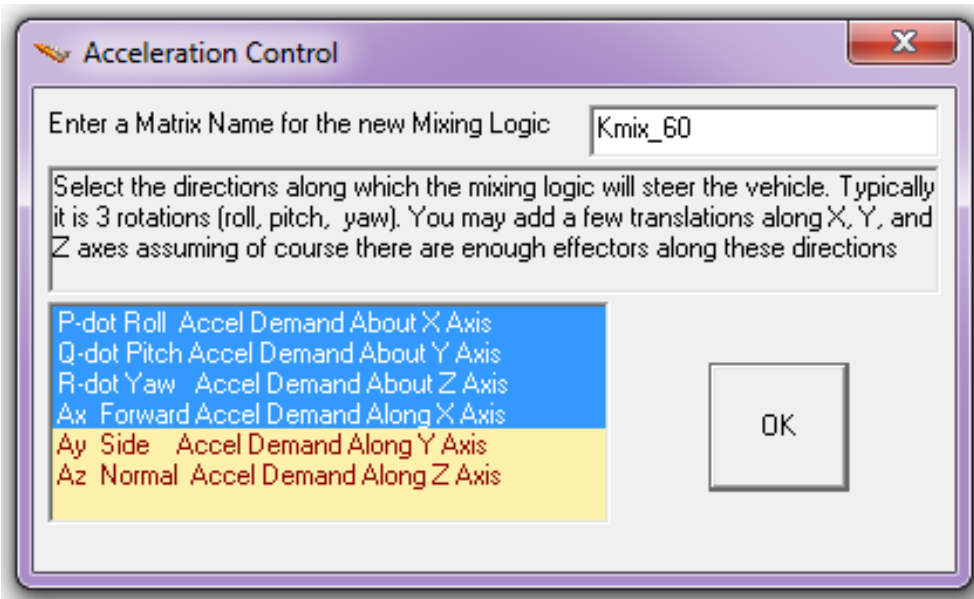 Acceleration Control
Enter a Matrix Name for the new Mixing Logic Kmix_60
Select the directions along which the mixing logic will steer the vehicle. Typically
it is 3 rotations (roll, pitch, yaw). You may add a few translations along X, Y, and
Z axes assuming of course there are enough effectors along these directions
P-dot Roll Accel Demand About X Axis
Q-dot Pitch Accel Demand About Y Axis
R-dot Yaw Accel Demand About Z Axis
Ax Forward Accel Demand Along X Axis
Ay Side Accel Demand Along Y Axis
Az Normal Accel Demand Along Z Axis
OK